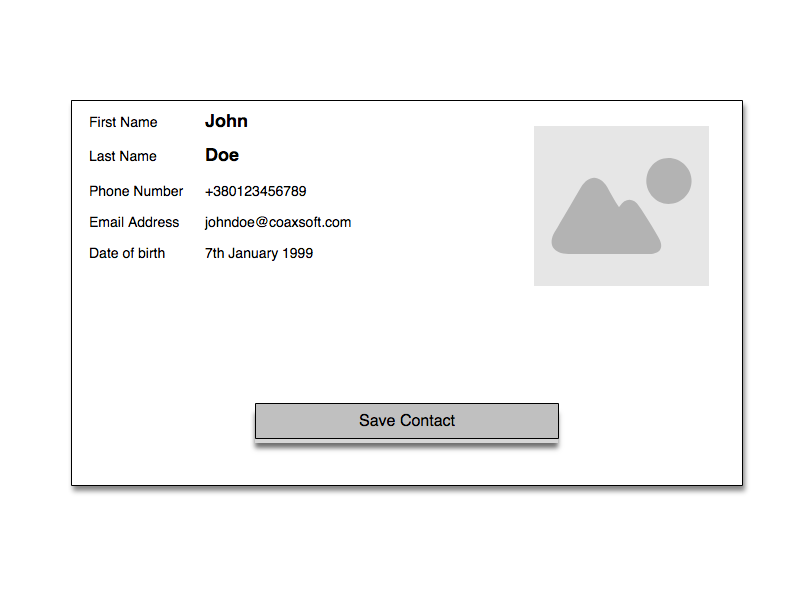 First Name John
Last Name Doe
Phone Number +380123456789
Email Address johndoe@coaxsoft.com
Date of birth 7th January 1999
Save Contact